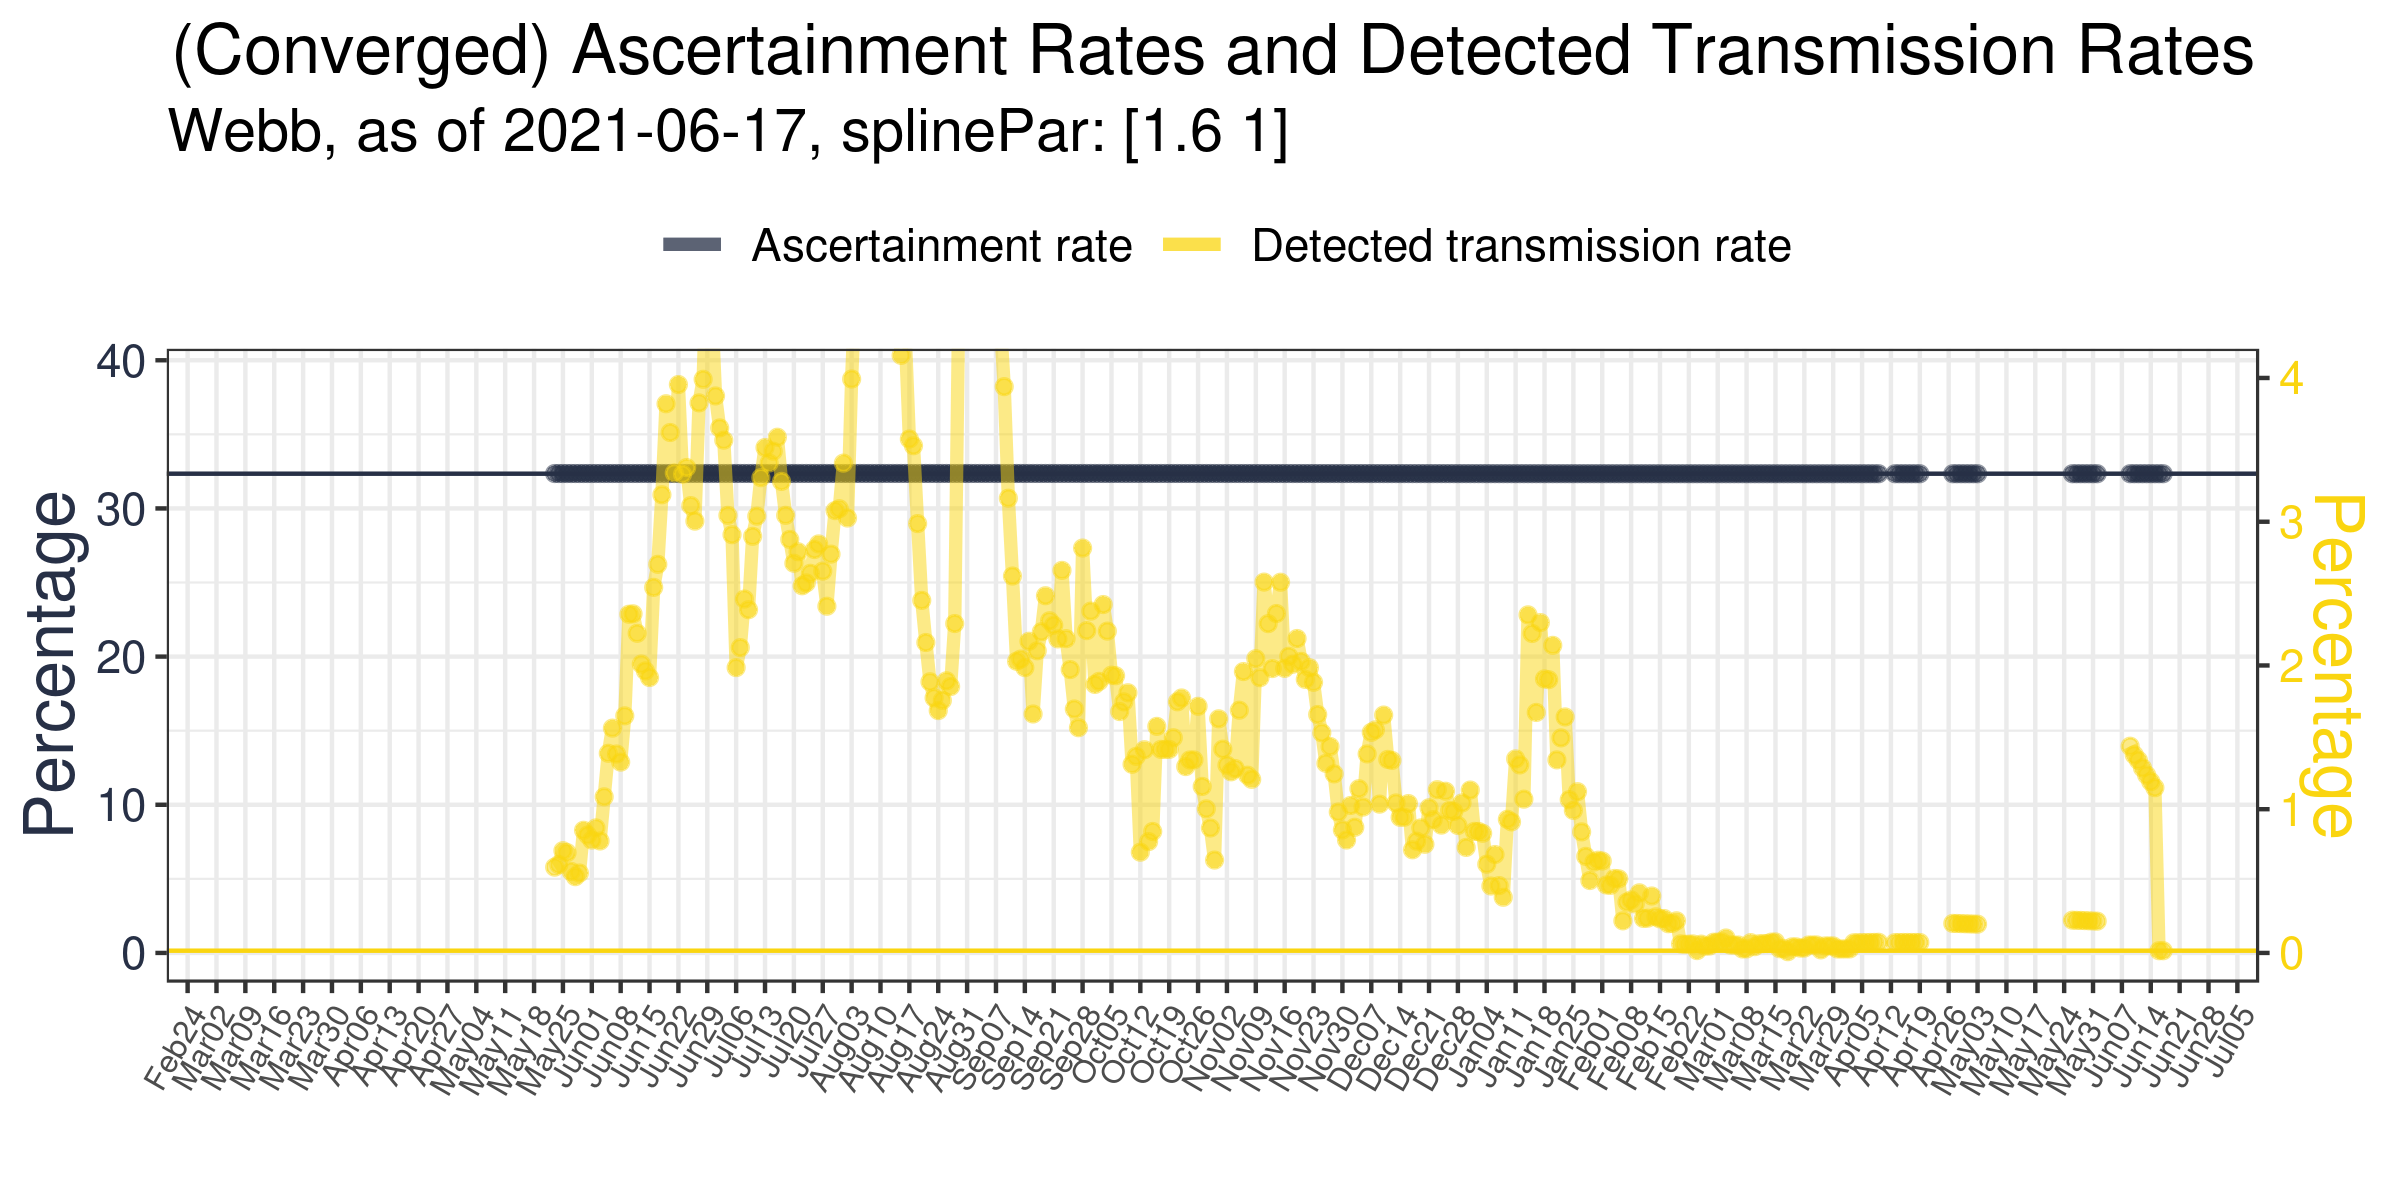 (Converged) Ascertainment Rates and Detected Transmission Rates
Webb, as of 2021-06-17, splinePar: [1.6 1]
Ascertainment rate
Detected transmission rate
Percentage
40
30
20
10
0
4
3
2
1
0
Percentage
Feb24
Mar02
Mar09
Mar16
Mar23
Mar30
Apr06
Apr13
Apr20
Apr27
May04
May11
May18
May25
Jun01
Jun08
Jun15
Jun22
Jun29
Jul06
Jul13
Jul20
Jul27
Aug03
Aug10
Aug17
Aug24
Aug31
Sep07
Sep14
Sep21
Sep28
Oct05
Oct12
Oct19
Oct26
Nov02
Nov09
Nov16
Nov23
Nov30
Dec07
Dec14
Dec21
Dec28
Jan04
Jan11
Jan18
Jan25
Feb01
Feb08
Feb15
Feb22
Mar01
Mar08
Mar15
Mar22
Mar29
Apr05
Apr12
Apr19
Apr26
May03
May10
May17
May24
May31
Jun07
Jun14
Jun21
Jun28
Jul05